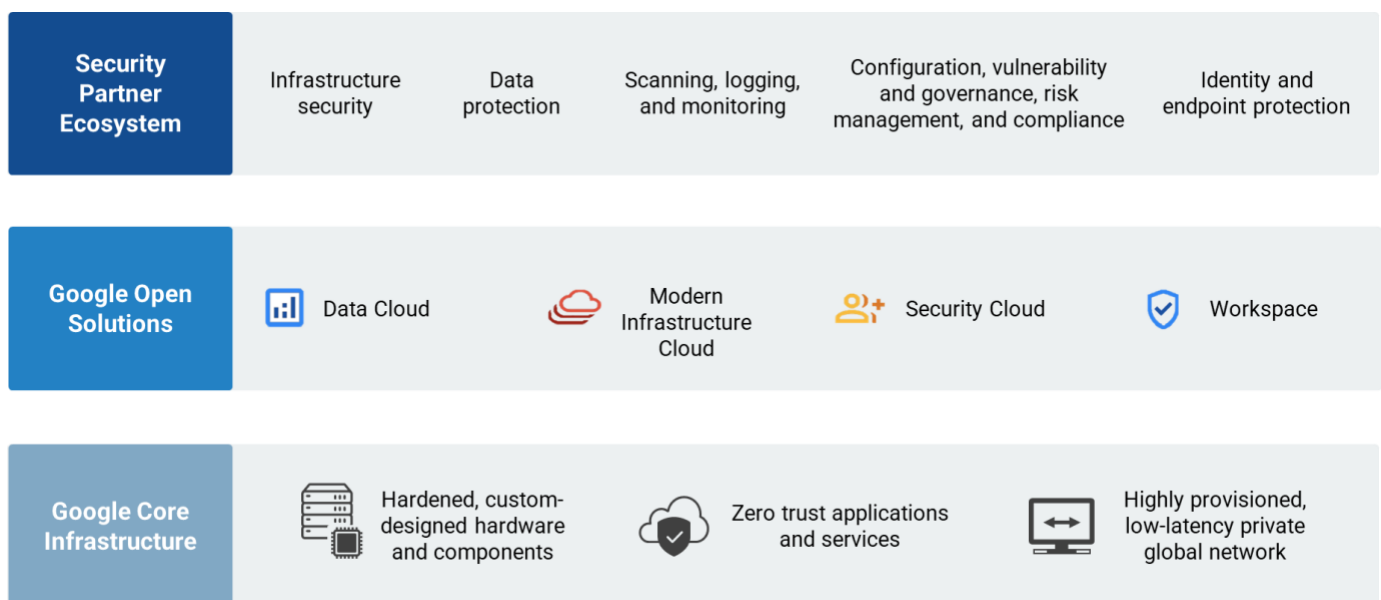 Security
Partner
Ecosystem
Infrastructure
security
Data
protection
Scanning, logging,
and monitoring
Configuration, vulnerability
and governance, risk
management, and compliance
Identity and
endpoint protection
Google Open
Solutions
Data Cloud
Modern
Infrastructure
Cloud
Security Cloud
Workspace
Google Core
Infrastructure
Hardened, custom-
designed hardware
and components
Zero trust applications
and services
Highly provisioned,
low-latency private
global network